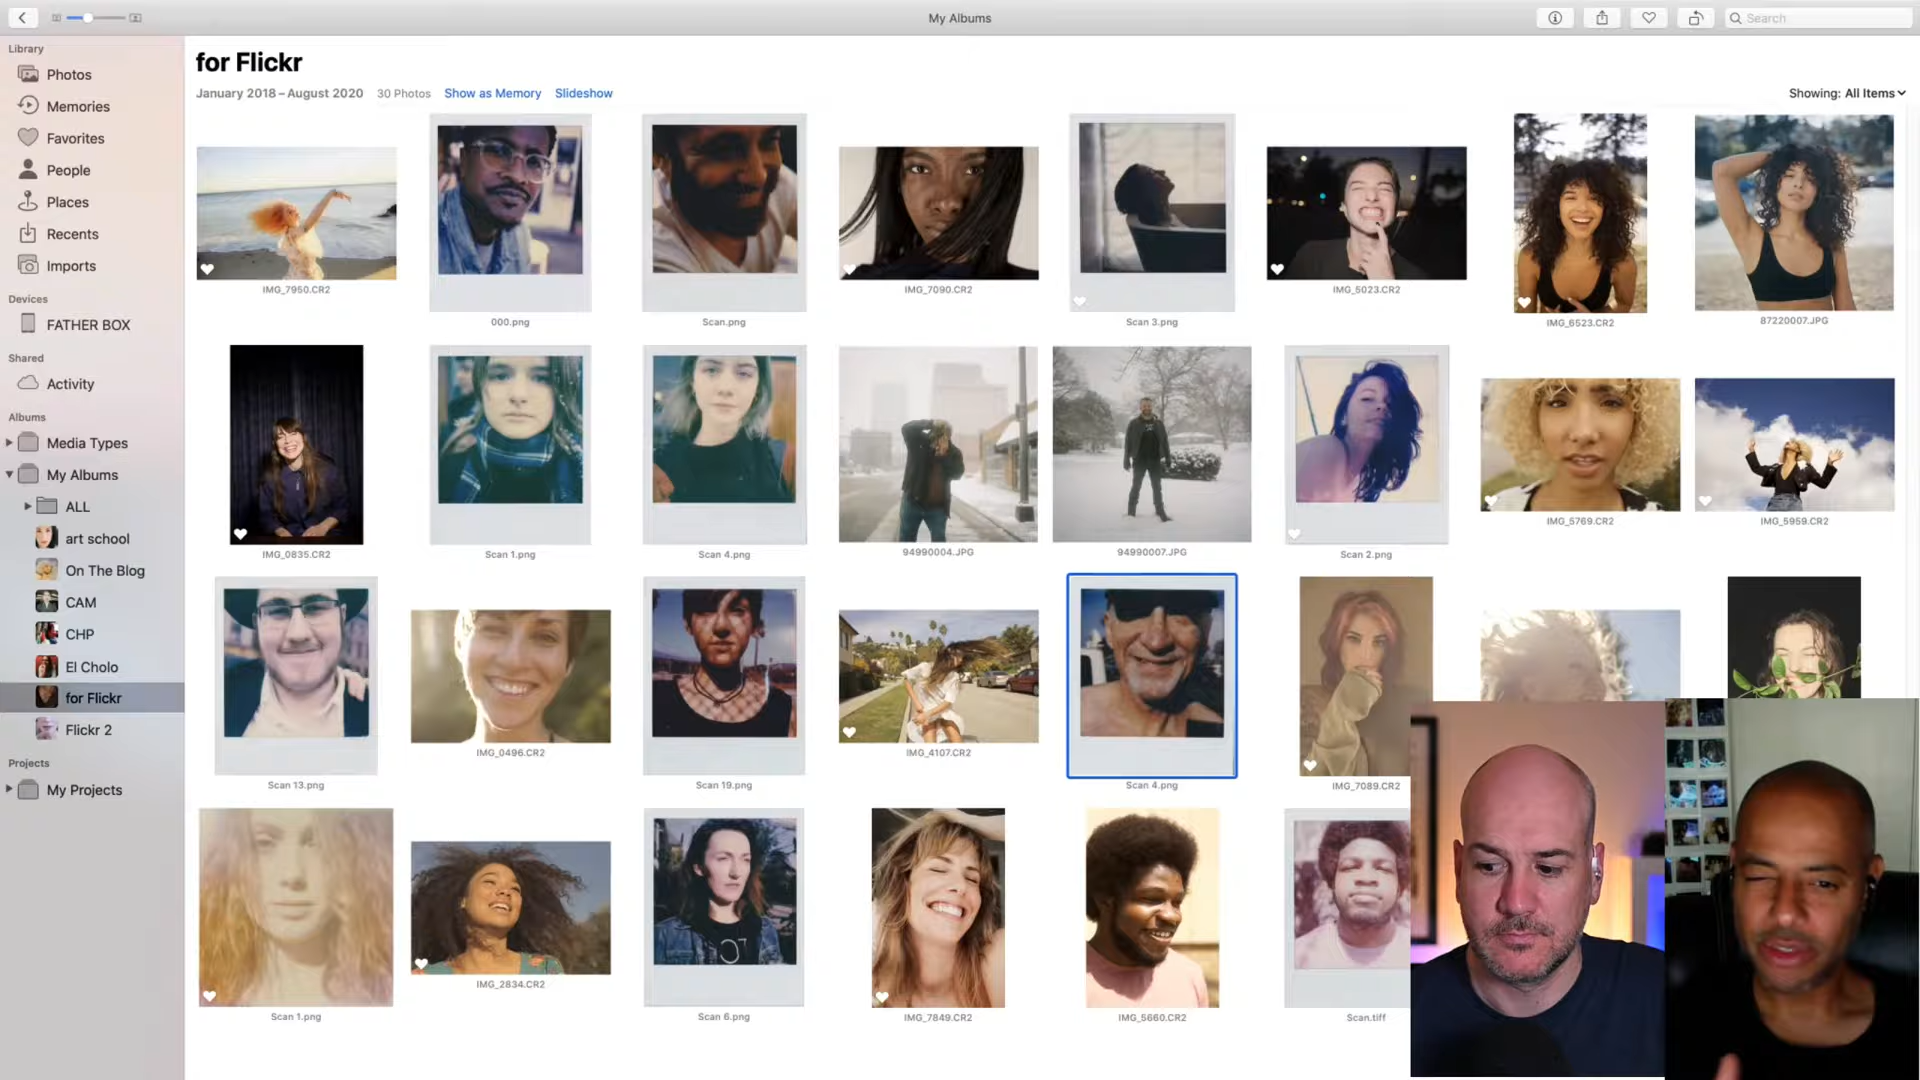 My Albums
Search
Library
Photos
Memories
Favorites
People
Places
Recents
Imports
Devices
FATHER BOX
Shared
Activity
Albums
Media Types
My Albums
ALL
art school
On The Blog
CAM
CHP
El Cholo
for Flickr
Flickr 2
Projects
My Projects
for Flickr
January 2018 – August 2020 30 Photos Show as Memory Slideshow
Showing: All Items
IMG_7950.CR2
000.png
Scan.png
IMG_7090.CR2
Scan 3.png
IMG_5023.CR2
IMG_6523.CR2
87220007.JPG
IMG_0835.CR2
Scan 1.png
Scan 4.png
94990004.JPG
94990007.JPG
Scan 2.png
IMG_5769.CR2
IMG_5959.CR2
Scan 13.png
IMG_0496.CR2
Scan 19.png
IMG_4107.CR2
Scan 4.png
IMG_7089.CR2
Scan 1.png
IMG_2834.CR2
Scan 6.png
IMG_7849.CR2
IMG_5660.CR2
Scan.tiff